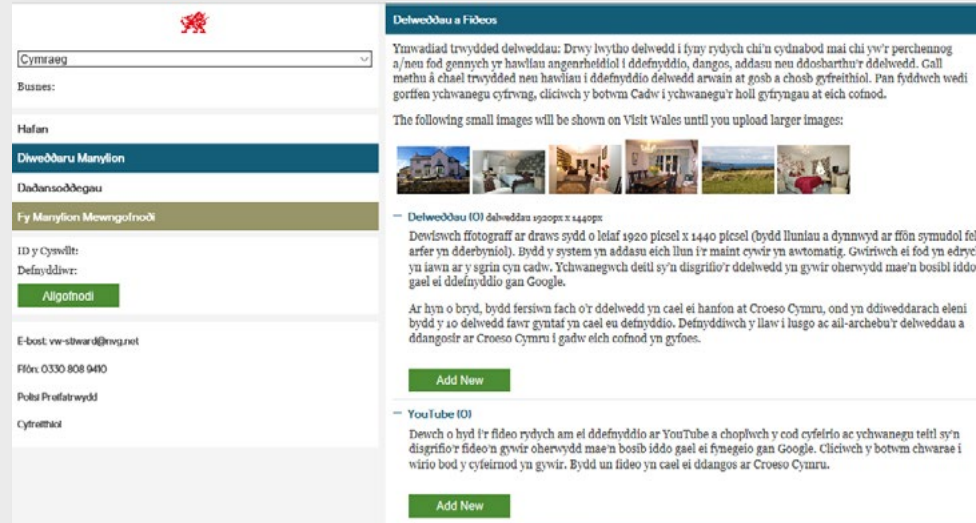 Cymraeg
Busnes:
Hafan
Diweddaru Manylion
Dadansoddegau
Fy Manylion Mewngofnodi
ID y Cyswllt:
Defnyddiwr:
Allgofnodi
E-bost: vw-stiward@nvg.net
Ffôn: 0330 808 9410
Polisi Preifatrwydd
Cyfreithiol
Delweddau a Fideos
Ymwadiad trwydded delweddau: Drwy lwytho delwedd i fyny rydych chi'n cydnabod mai chi yw'r perchennog
a/neu fod gennych yr hawliau angenrheidiol i ddefnyddio, dangos, addasu neu ddosbarthu'r ddelwedd. Gall
methu â chael trwydded neu hawliau i ddefnyddio delwedd arwain at gosb a chosb gyfreithiol. Pan fyddwch wedi
gorffen ychwanegu cyfrwng, cliciwch y botwm Cadw i ychwanegu'r holl gyfryngau at eich cofnod.
The following small images will be shown on Visit Wales until you upload larger images:
Delweddau (0) delweddau 1920px x 1440px
Dewiswch ffotograff ar draws sydd o leiaf 1920 picsel x 1440 picsel (bydd lluniau a dynnwyd ar ffôn symudol fel
arfer yn dderbyniol). Bydd y system yn addasu eich llun i'r maint cywir yn awtomatig. Gwiriwch ei fod yn edryc
yn iawn ar y sgrin cyn cadw. Ychwanegwch deitl sy'n disgrifio'r ddelwedd yn gywir oherwydd mae'n bosibl iddo
gael ei ddefnyddio gan Google.
Ar hyn o bryd, bydd fersiwn fach o'r ddelwedd yn cael ei hanfon at Croeso Cymru, ond yn ddiweddarach eleni
bydd y 10 delwedd fawr gyntaf yn cael eu defnyddio. Defnyddiwch y llaw i lusgo ac ail-archebu'r delweddau a
ddangosir ar Croeso Cymru i gadw eich cofnod yn gyfoes.
Add New
YouTube (0)
Dewch o hyd i'r fideo rydych am ei ddefnyddio ar YouTube a chopïwch y cod cyfeirio ac ychwanegu teitl sy'n
disgrifio'r fideo'n gywir oherwydd mae'n bosib iddo gael ei fynegeio gan Google. Cliciwch y botwm chwarae i
wirio bod y cyfeirnod yn gywir. Bydd un fideo yn cael ei ddangos ar Croeso Cymru.
Add New